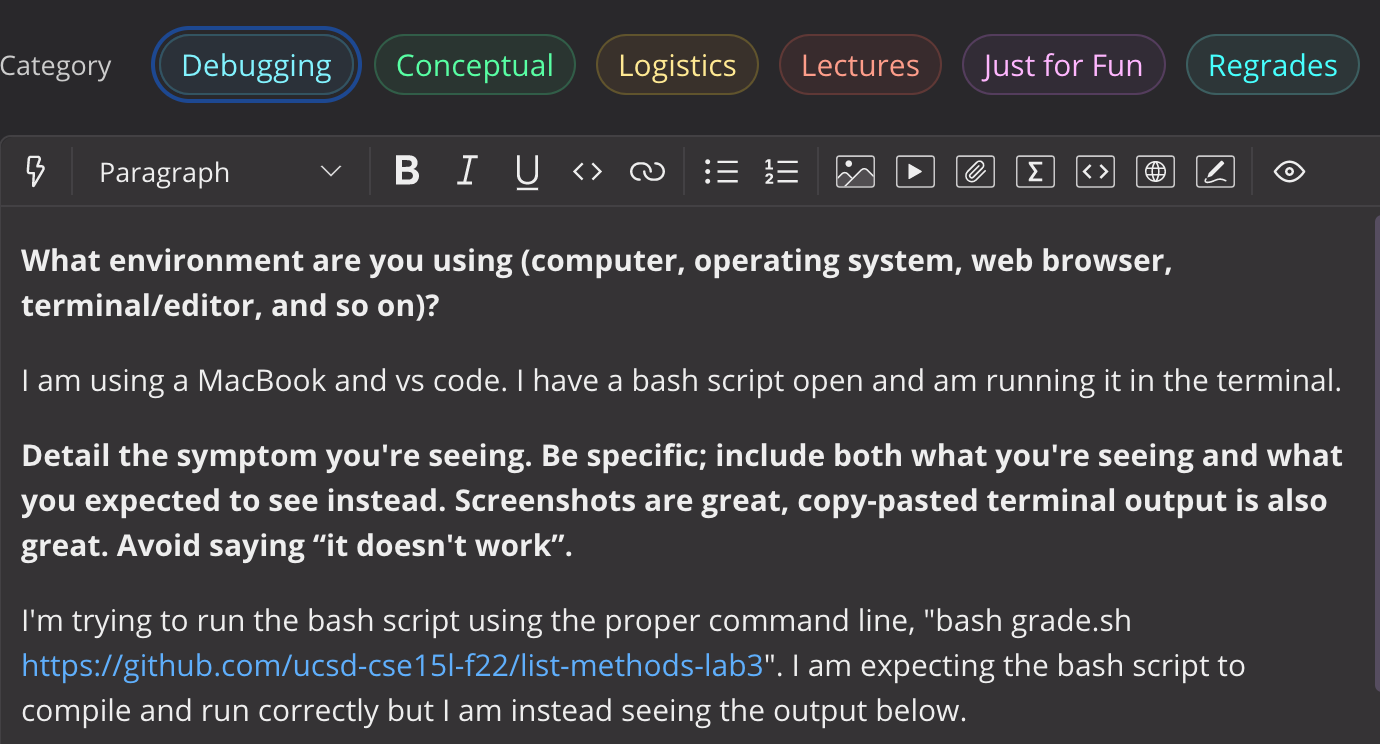 Category Debugging Conceptual Logistics Lectures Just for Fun Regrades
Paragraph B I U
What environment are you using (computer, operating system, web browser,
terminal/editor, and so on)?
I am using a MacBook and vs code. I have a bash script open and am running it in the terminal.
Detail the symptom you're seeing. Be specific; include both what you're seeing and what
you expected to see instead. Screenshots are great, copy-pasted terminal output is also
great. Avoid saying “it doesn't work”.
I'm trying to run the bash script using the proper command line, "bash grade.sh
https://github.com/ucsd-cse15l-f22/list-methods-lab3". I am expecting the bash script to
compile and run correctly but I am instead seeing the output below.